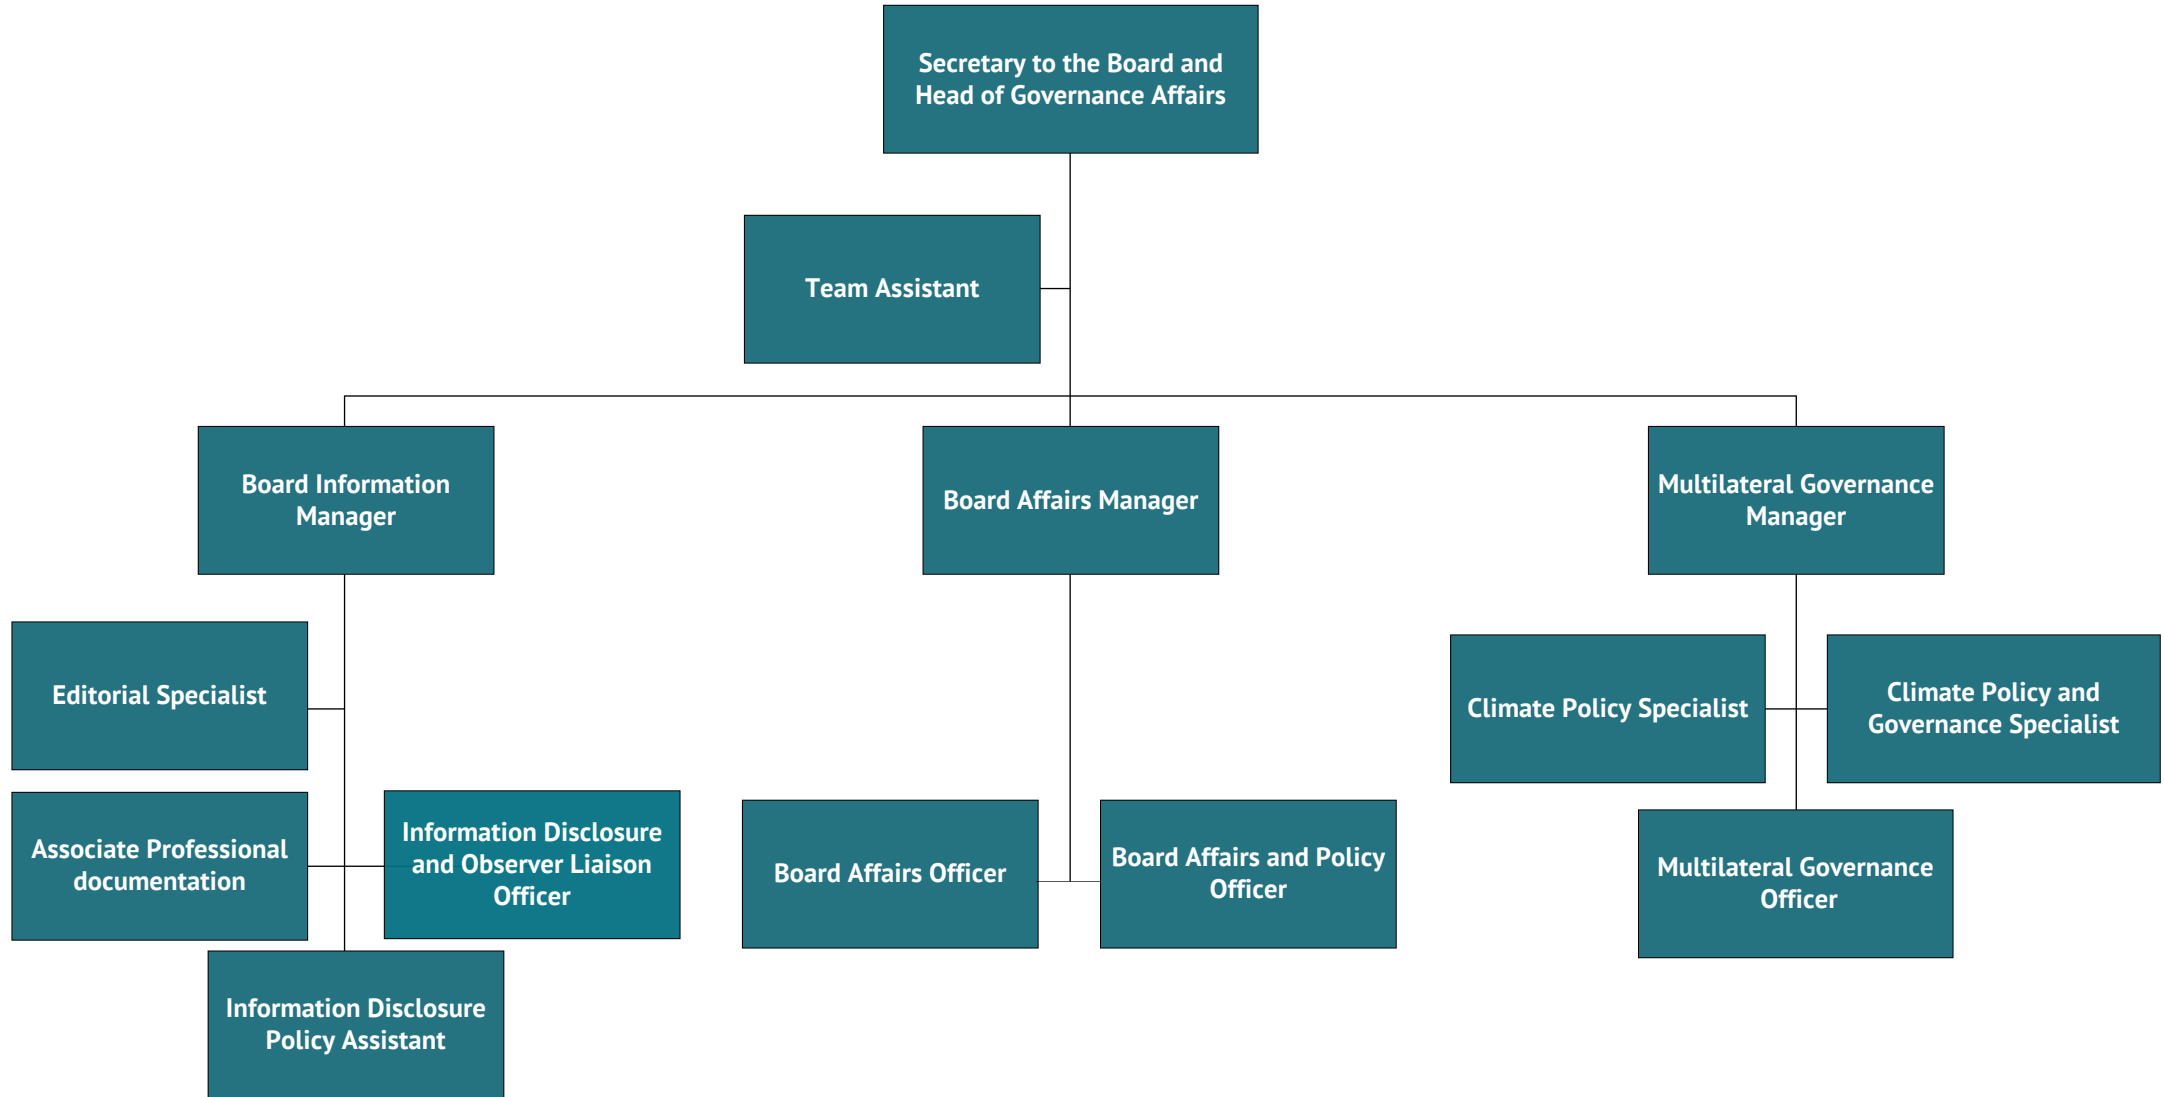 Secretary to the Board and
Head of Governance Affairs
Team Assistant
Board Information
Manager
Board Affairs Manager
Multilateral Governance
Manager
Editorial Specialist
Climate Policy Specialist
Climate Policy and
Governance Specialist
Associate Professional
documentation
Information Disclosure
and Observer Liaison
Officer
Board Affairs Officer
Board Affairs and Policy
Officer
Multilateral Governance
Officer
Information Disclosure
Policy Assistant